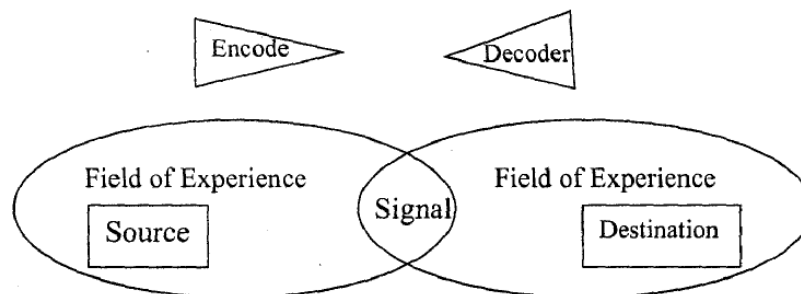 Encode
Decoder
Field of Experience
Field of Experience
Signal
Source
Destination